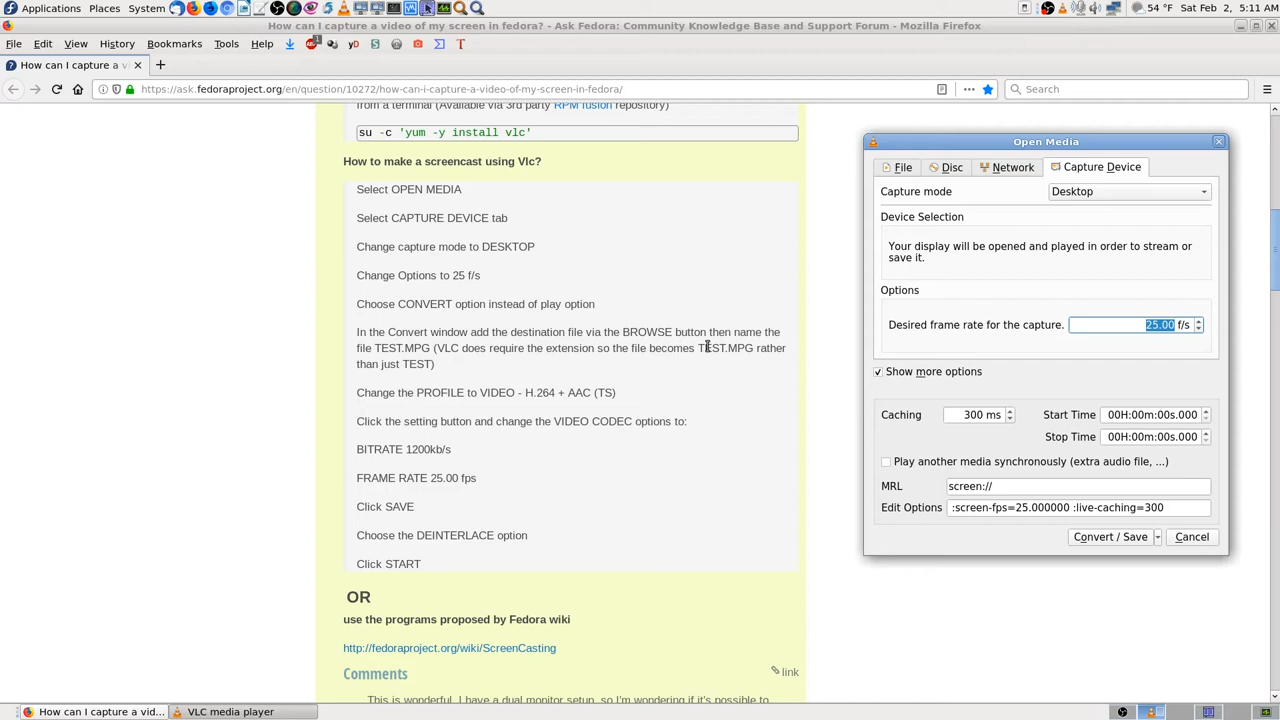 Applications Places System 54 °F Sat Feb 2, 5:11 AM
How can I capture a video of my screen in fedora? - Ask Fedora: Community Knowledge Base and Support Forum - Mozilla Firefox
File Edit View History Bookmarks Tools Help 1 yD S T
How can I capture a vi
https://ask.fedoraproject.org/en/question/10272/how-can-i-capture-a-video-of-my-screen-in-fedora/ Search
from a terminal (Available via 3rd party RPM fusion repository)
su -c 'yum -y install vlc'
How to make a screencast using Vlc?
Select OPEN MEDIA
Select CAPTURE DEVICE tab
Change capture mode to DESKTOP
Change Options to 25 f/s
Choose CONVERT option instead of play option
In the Convert window add the destination file via the BROWSE button then name the
file TEST.MPG (VLC does require the extension so the file becomes TEST.MPG rather
than just TEST)
Change the PROFILE to VIDEO - H.264 + AAC (TS)
Click the setting button and change the VIDEO CODEC options to:
BITRATE 1200kb/s
FRAME RATE 25.00 fps
Click SAVE
Choose the DEINTERLACE option
Click START
OR
use the programs proposed by Fedora wiki
http://fedoraproject.org/wiki/ScreenCasting
Comments link
This is wonderful. I have a dual monitor setup, so I'm wondering if it's possible to
Open Media
File Disc Network Capture Device
Capture mode Desktop
Device Selection
Your display will be opened and played in order to stream or
save it.
Options
Desired frame rate for the capture. 25.00 f/s
Show more options
Caching 300 ms Start Time 00H:00m:00s.000
Stop Time 00H:00m:00s.000
Play another media synchronously (extra audio file, ...)
MRL screen://
Edit Options :screen-fps=25.000000 :live-caching=300
Convert / Save Cancel
How can I capture a vid... VLC media player